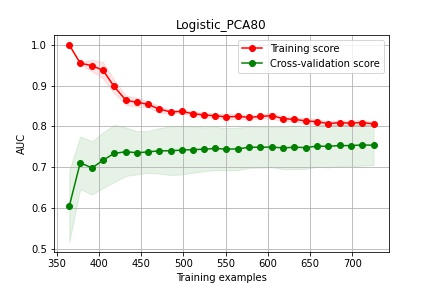 Logistic_PCA80
Training score
Cross-validation score
AUC
1.0
0.9
0.8
0.7
0.6
0.5
350 400 450 500 550 600 650 700
Training examples